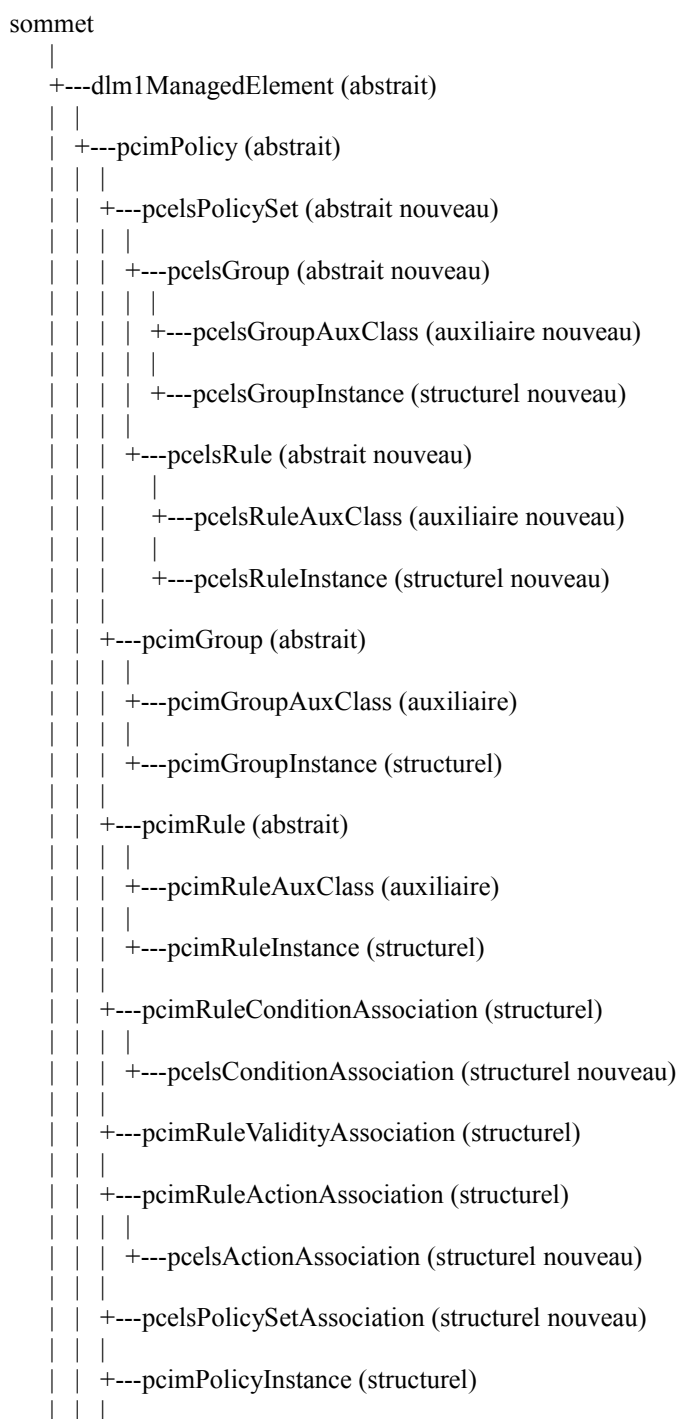 sommet
|
+---dlm1ManagedElement (abstrait)
| |
| +---pcimPolicy (abstrait)
| | |
| | +---pcelsPolicySet (abstrait nouveau)
| | | |
| | | +---pcelsGroup (abstrait nouveau)
| | | | |
| | | | +---pcelsGroupAuxClass (auxiliaire nouveau)
| | | | |
| | | | +---pcelsGroupInstance (structurel nouveau)
| | | |
| | | +---pcelsRule (abstrait nouveau)
| | | |
| | | +---pcelsRuleAuxClass (auxiliaire nouveau)
| | | |
| | | +---pcelsRuleInstance (structurel nouveau)
| | |
| | +---pcimGroup (abstrait)
| | | |
| | | +---pcimGroupAuxClass (auxiliaire)
| | | |
| | | +---pcimGroupInstance (structurel)
| | |
| | +---pcimRule (abstrait)
| | | |
| | | +---pcimRuleAuxClass (auxiliaire)
| | | |
| | | +---pcimRuleInstance (structurel)
| | |
| | +---pcimRuleConditionAssociation (structurel)
| | | |
| | | +---pcelsConditionAssociation (structurel nouveau)
| | |
| | +---pcimRuleValidityAssociation (structurel)
| | |
| | +---pcimRuleActionAssociation (structurel)
| | | |
| | | +---pcelsActionAssociation (structurel nouveau)
| | |
| | +---pcelsPolicySetAssociation (structurel nouveau)
| | |
| | +---pcimPolicyInstance (structurel)
| | |